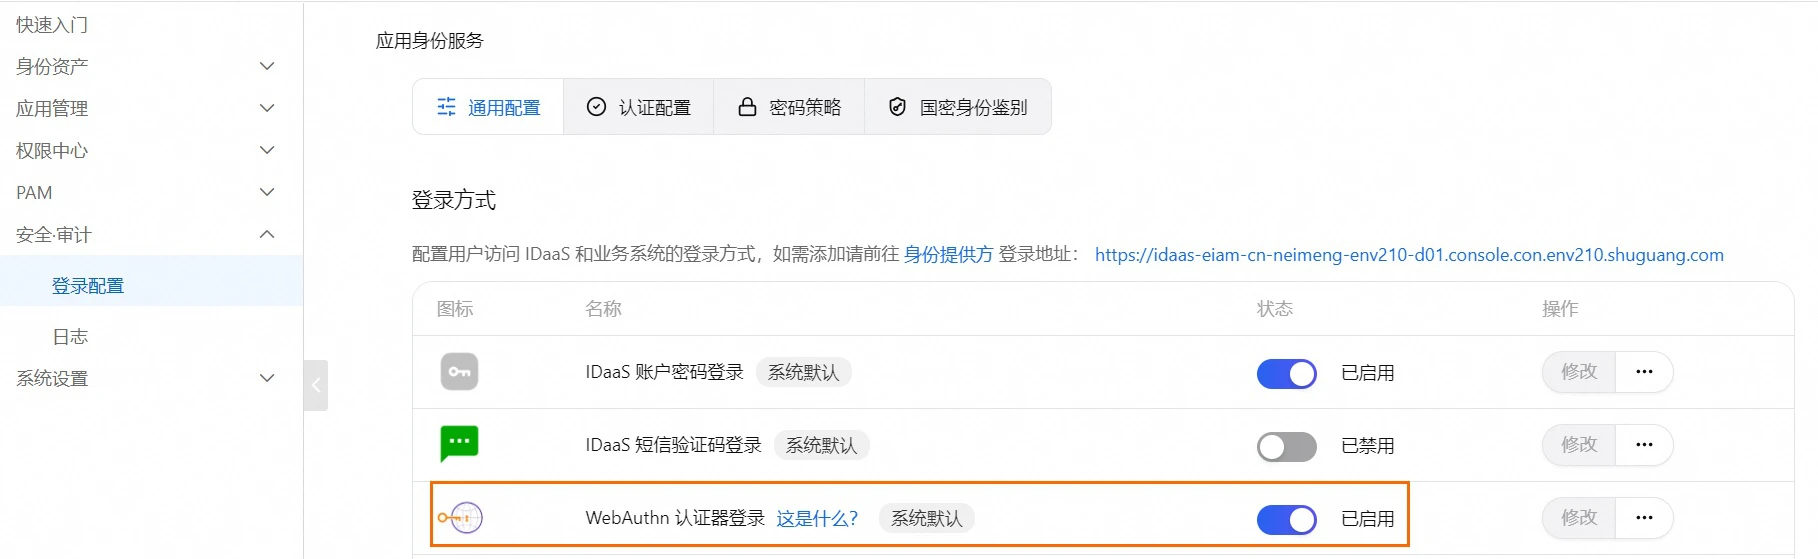 快速入门
身份资产
应用管理
权限中心
PAM
安全·审计
登录配置
日志
系统设置
应用身份服务
通用配置 认证配置 密码策略 国密身份鉴别
登录方式
配置用户访问 IDaaS 和业务系统的登录方式，如需添加请前往 身份提供方 登录地址： https://idaas-eiam-cn-neimeng-env210-d01.console.con.env210.shuguang.com
图标 名称 状态 操作
IDaaS 账户密码登录 系统默认 已启用 修改 ···
IDaaS 短信验证码登录 系统默认 已禁用 修改 ···
WebAuthn 认证器登录 这是什么? 系统默认 已启用 修改 ···